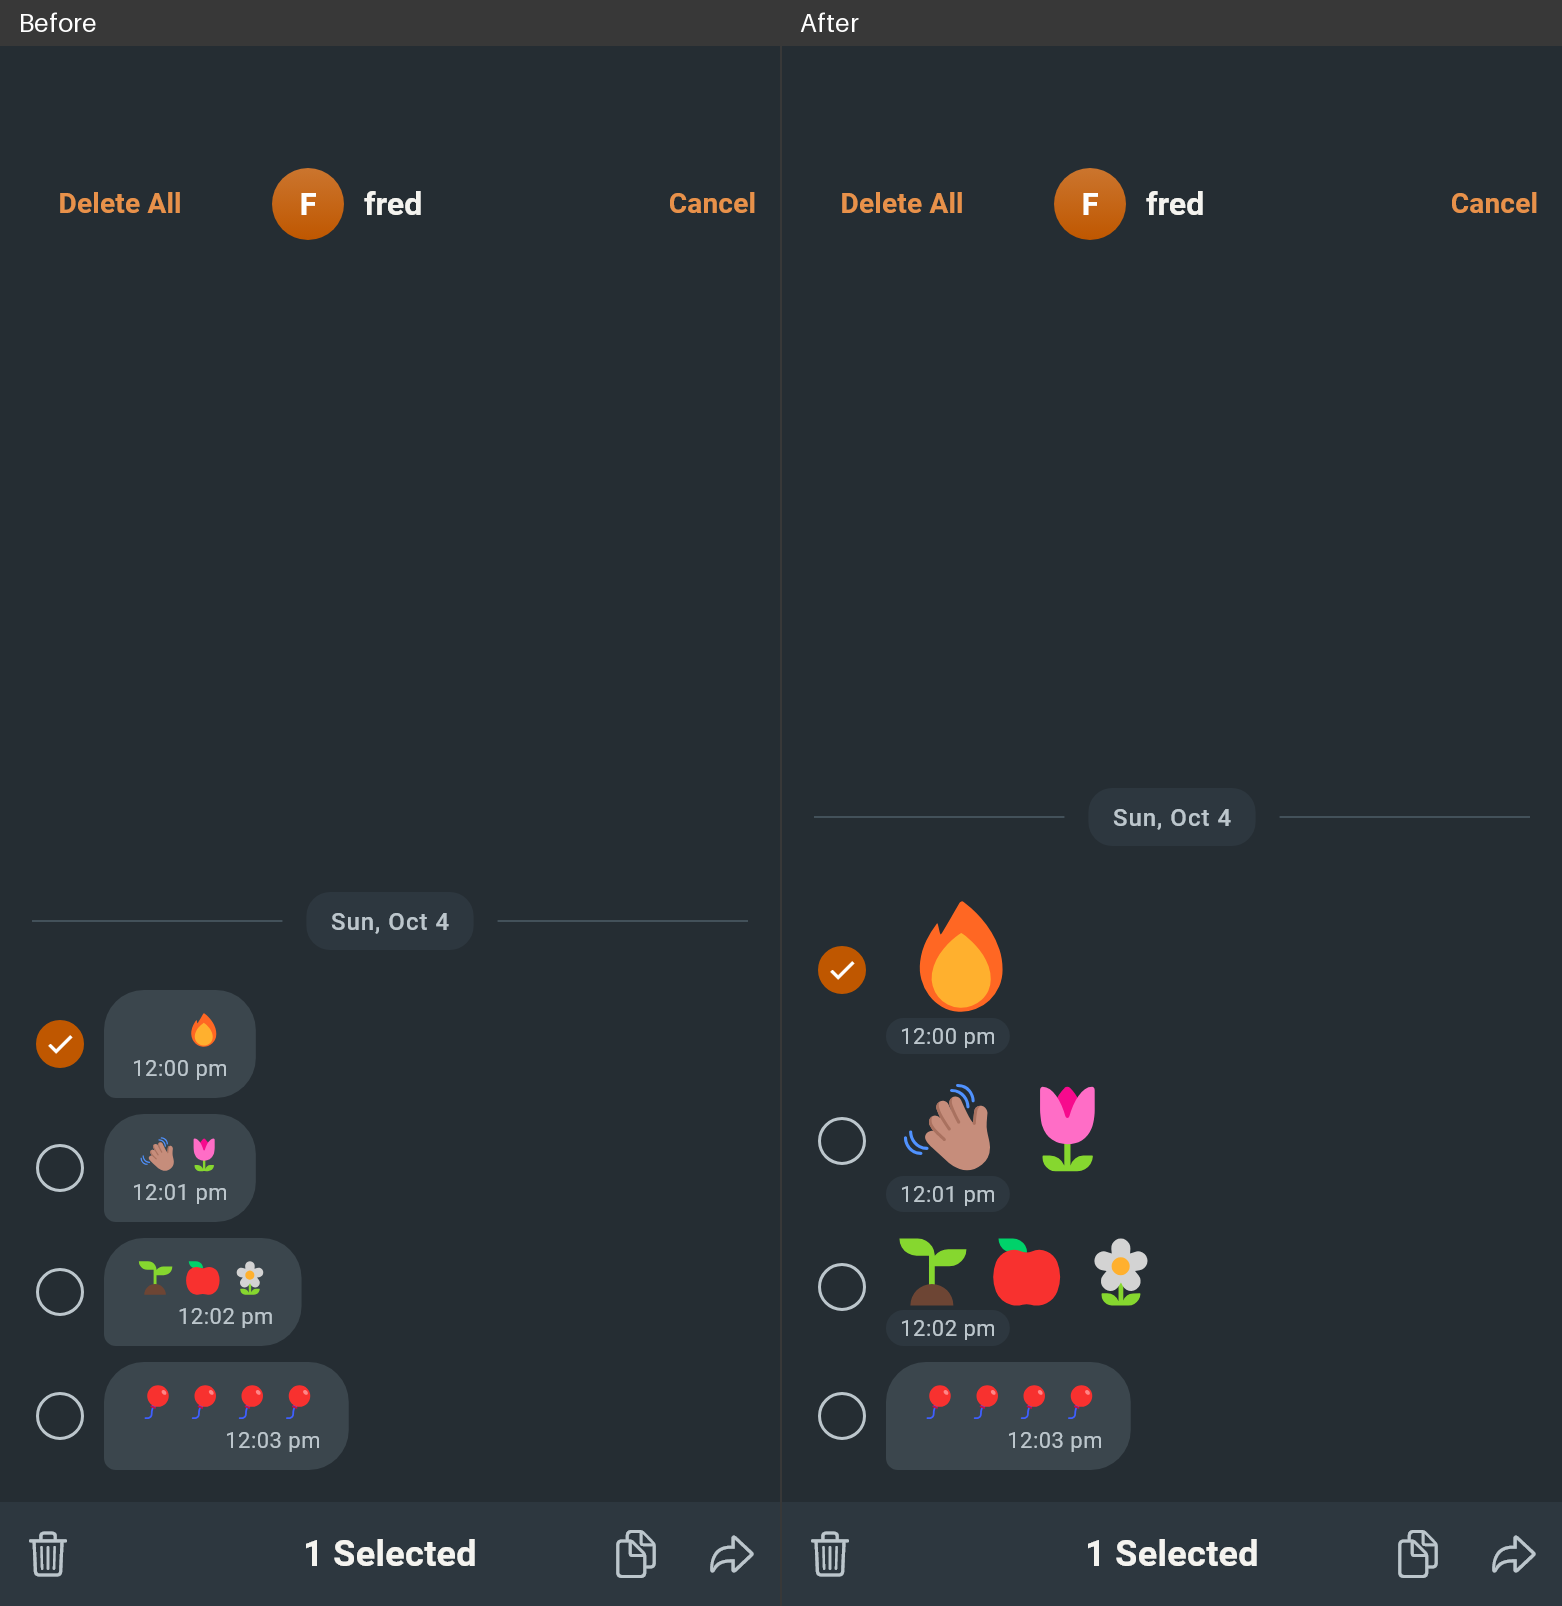 Before
Delete All
F
fred
Cancel
Sun, Oct 4
12:00 pm
12:01 pm
12:02 pm
12:03 pm
1 Selected
After
Delete All
F
fred
Cancel
Sun, Oct 4
12:00 pm
12:01 pm
12:02 pm
12:03 pm
1 Selected